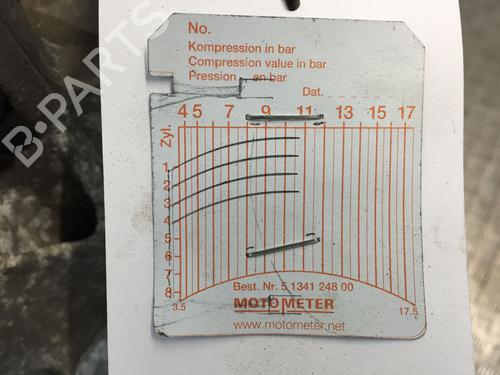 No.
Kompression in bar
Compression value in bar
Pression en bar
Dat.
4 5 7 9 11 13 15 17
Zyl.
1
2
3
4
5
6
7
8
3.5 17.5
Best. Nr. 5 1341 248 00
MOTOMETER
www.motometer.net
B-PARTS